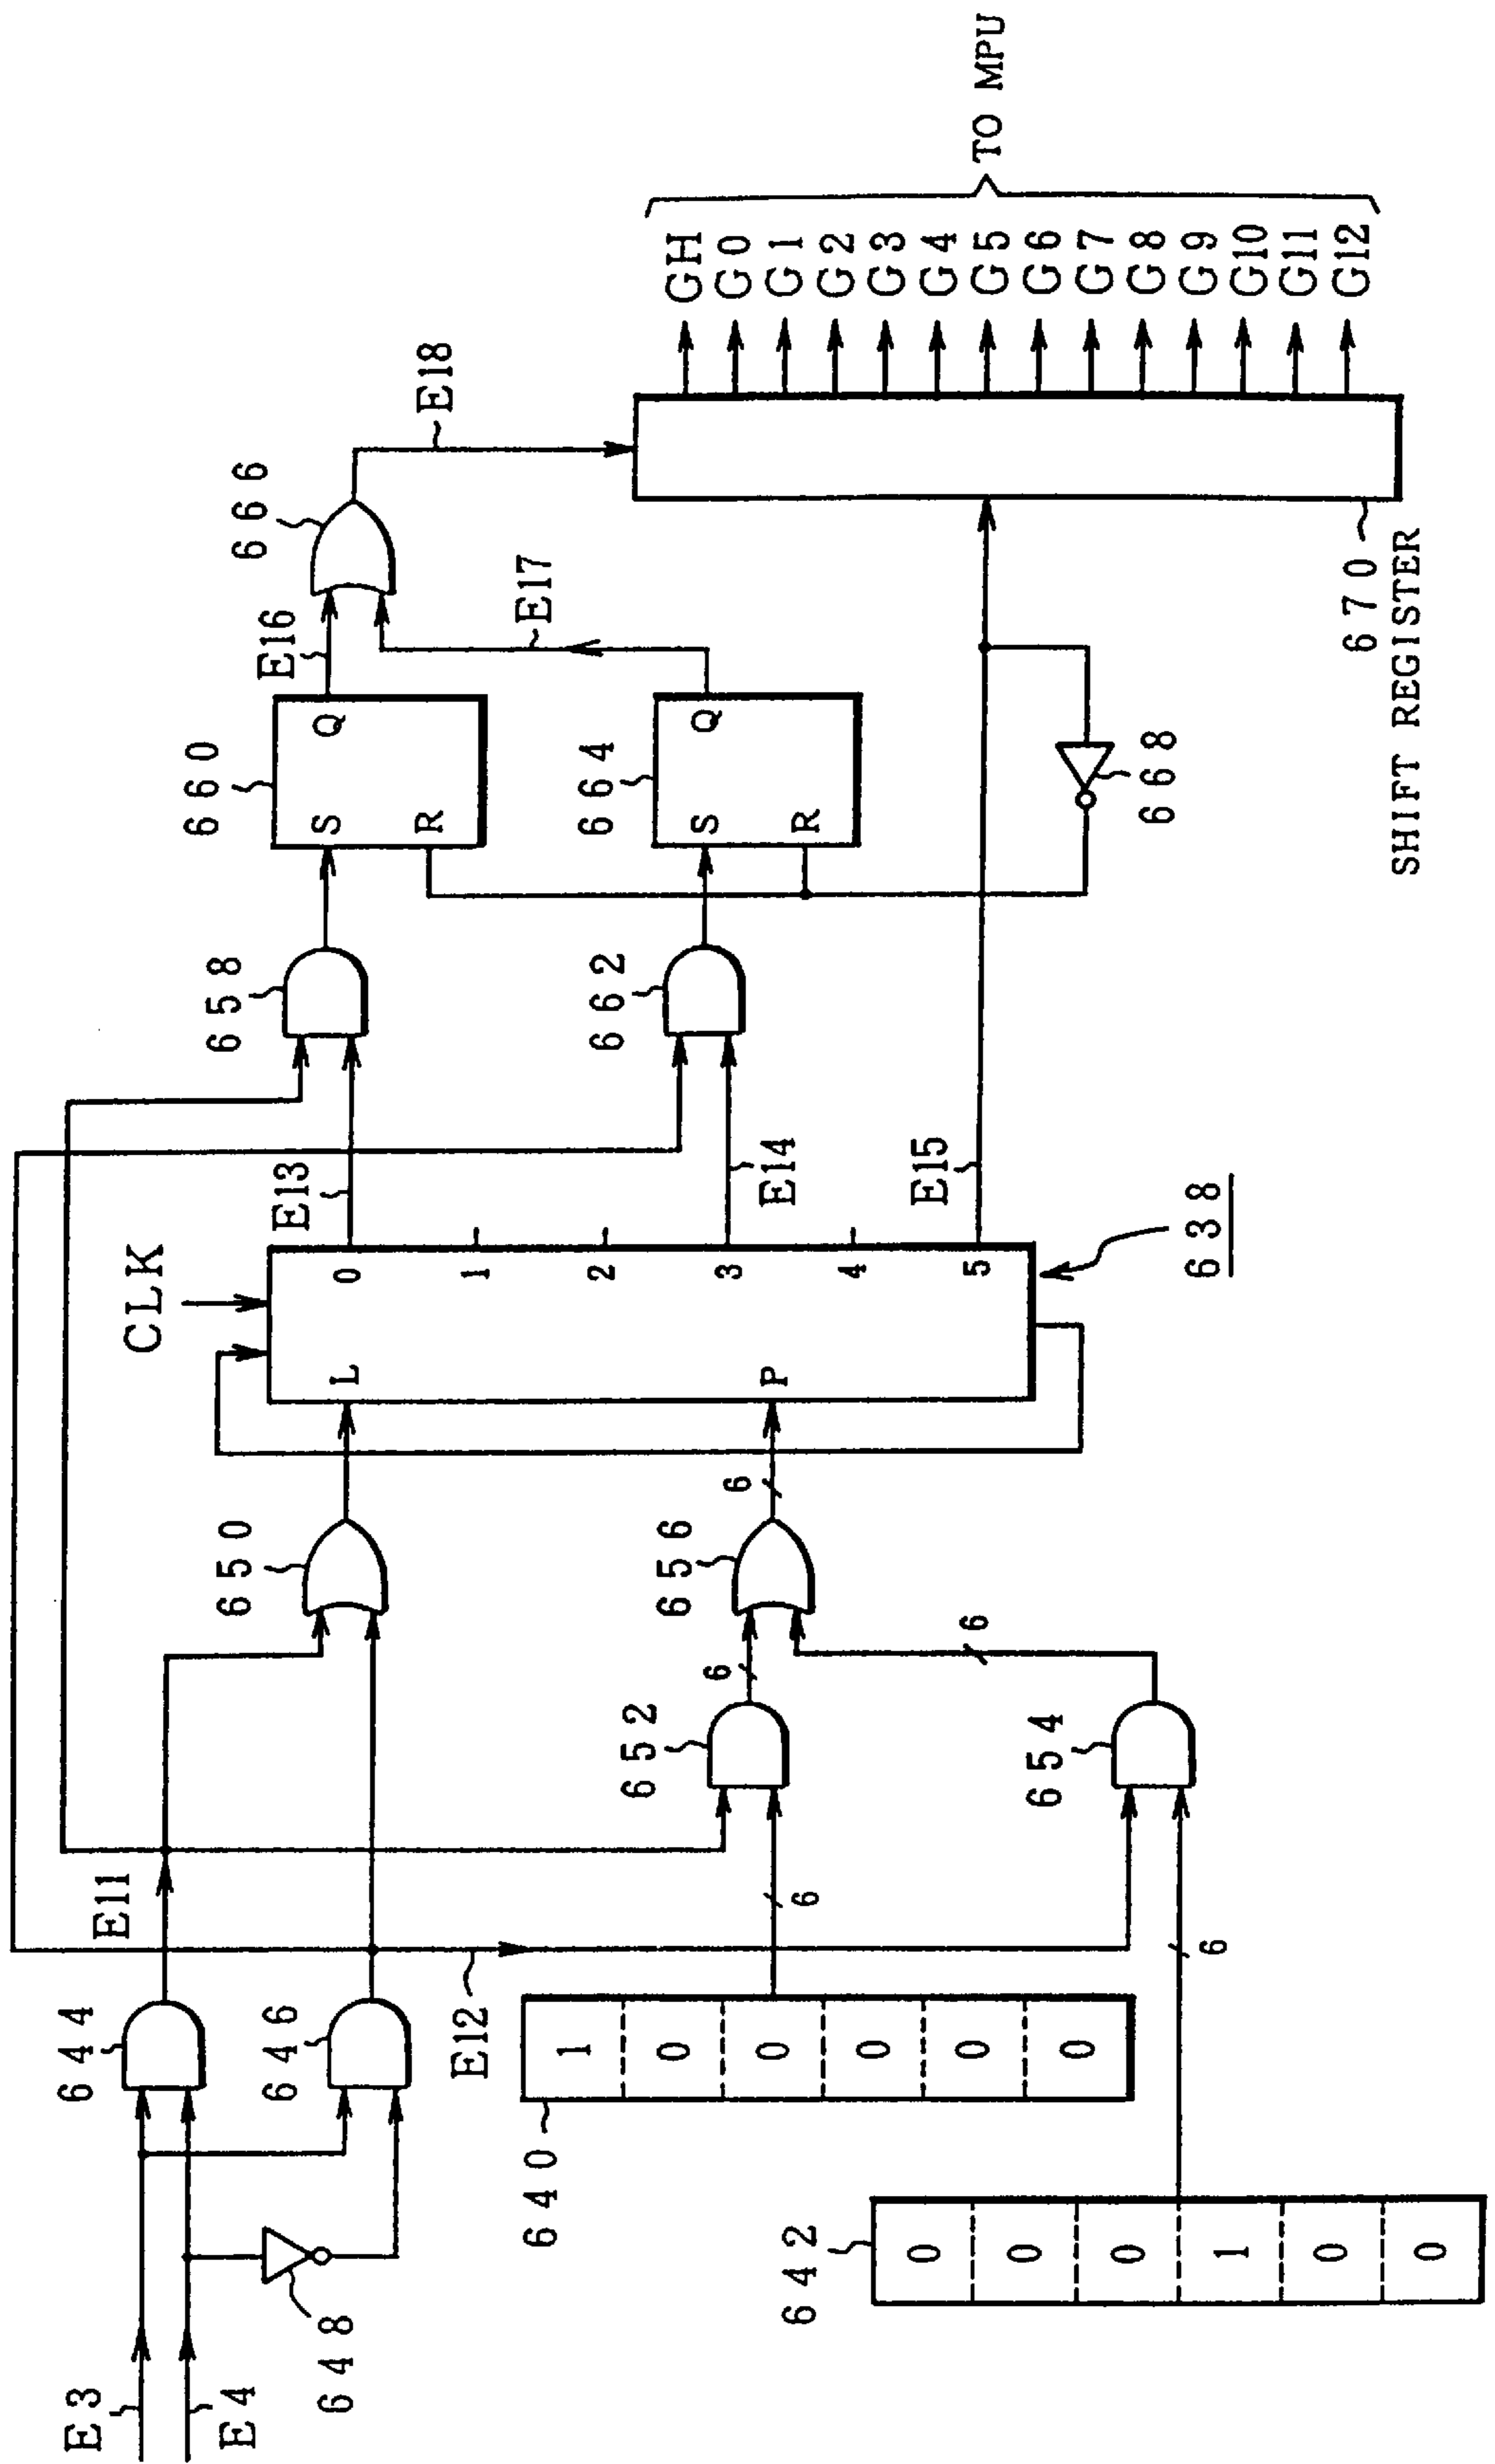 E3
E4
648
644
646
E11
E12
640
1
0
0
0
0
0
642
0
0
0
1
0
0
6
6
652
654
6
6
650
656
6
CLK
L
P
0
1
2
3
4
5
638
E13
E14
E15
658
662
660
S
R
Q
664
S
R
Q
668
E16
E17
666
E18
670
SHIFT REGISTER
GH
G0
G1
G2
G3
G4
G5
G6
G7
G8
G9
G10
G11
G12
TO MPU